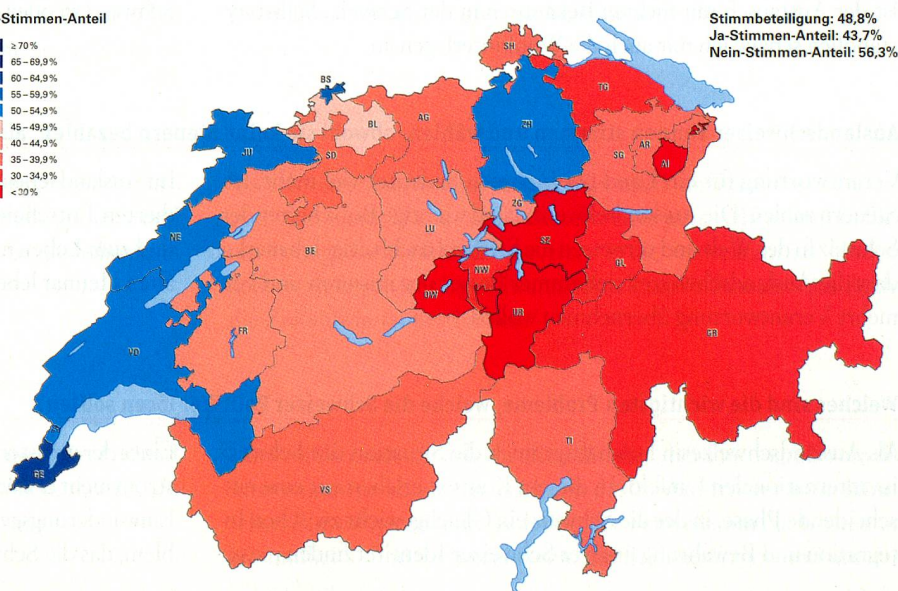 -Stimmen-Anteil
≥ 70%
65–69,9%
60–64,9%
55–59,9%
50–54,9%
45–49,9%
40–44,9%
35–39,9%
30–34,9%
< 30%
Stimmbeteiligung: 48,8%
Ja-Stimmen-Anteil: 43,7%
Nein-Stimmen-Anteil: 56,3%
SH
BS
TG
BL
AG
ZH
JU
SO
SG
AR
AI
ZG
NE
LU
SZ
BE
NW
GL
OW
UR
FR
GR
VD
TI
GE
VS